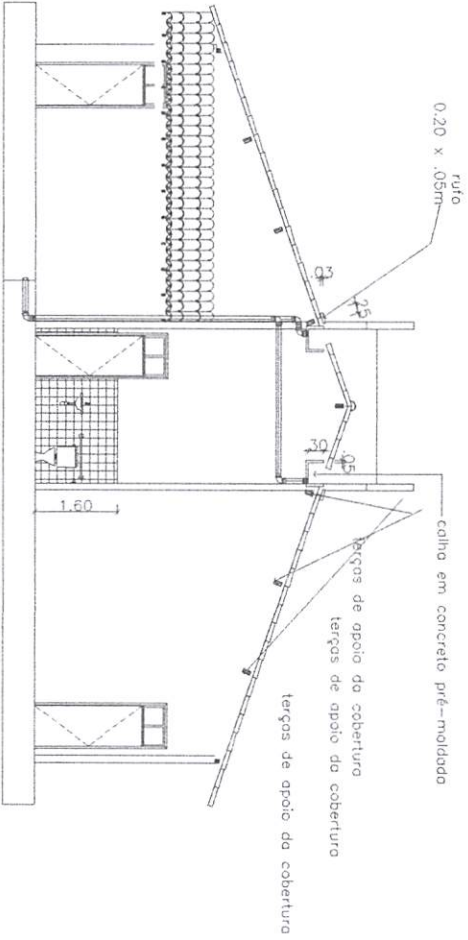 rufo
0.20 x .05m
.03
.25
.30
.05
1.60
calha em concreto pré-moldada
terças de apoio da cobertura
terças de apoio da cobertura
terças de apoio da cobertura